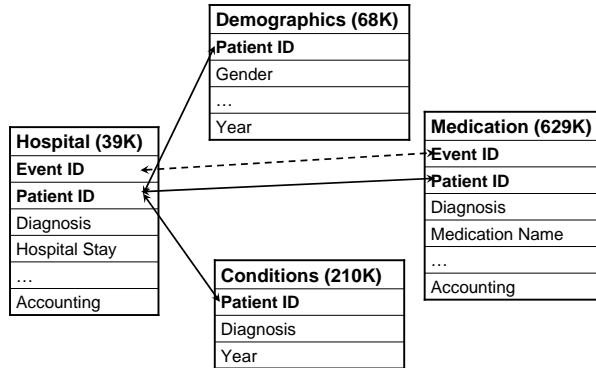 Demographics (68K)
Patient ID
Gender
…
Year
Hospital (39K)
Event ID
Patient ID
Diagnosis
Hospital Stay
…
Accounting
Medication (629K)
Event ID
Patient ID
Diagnosis
Medication Name
…
Accounting
Conditions (210K)
Patient ID
Diagnosis
Year